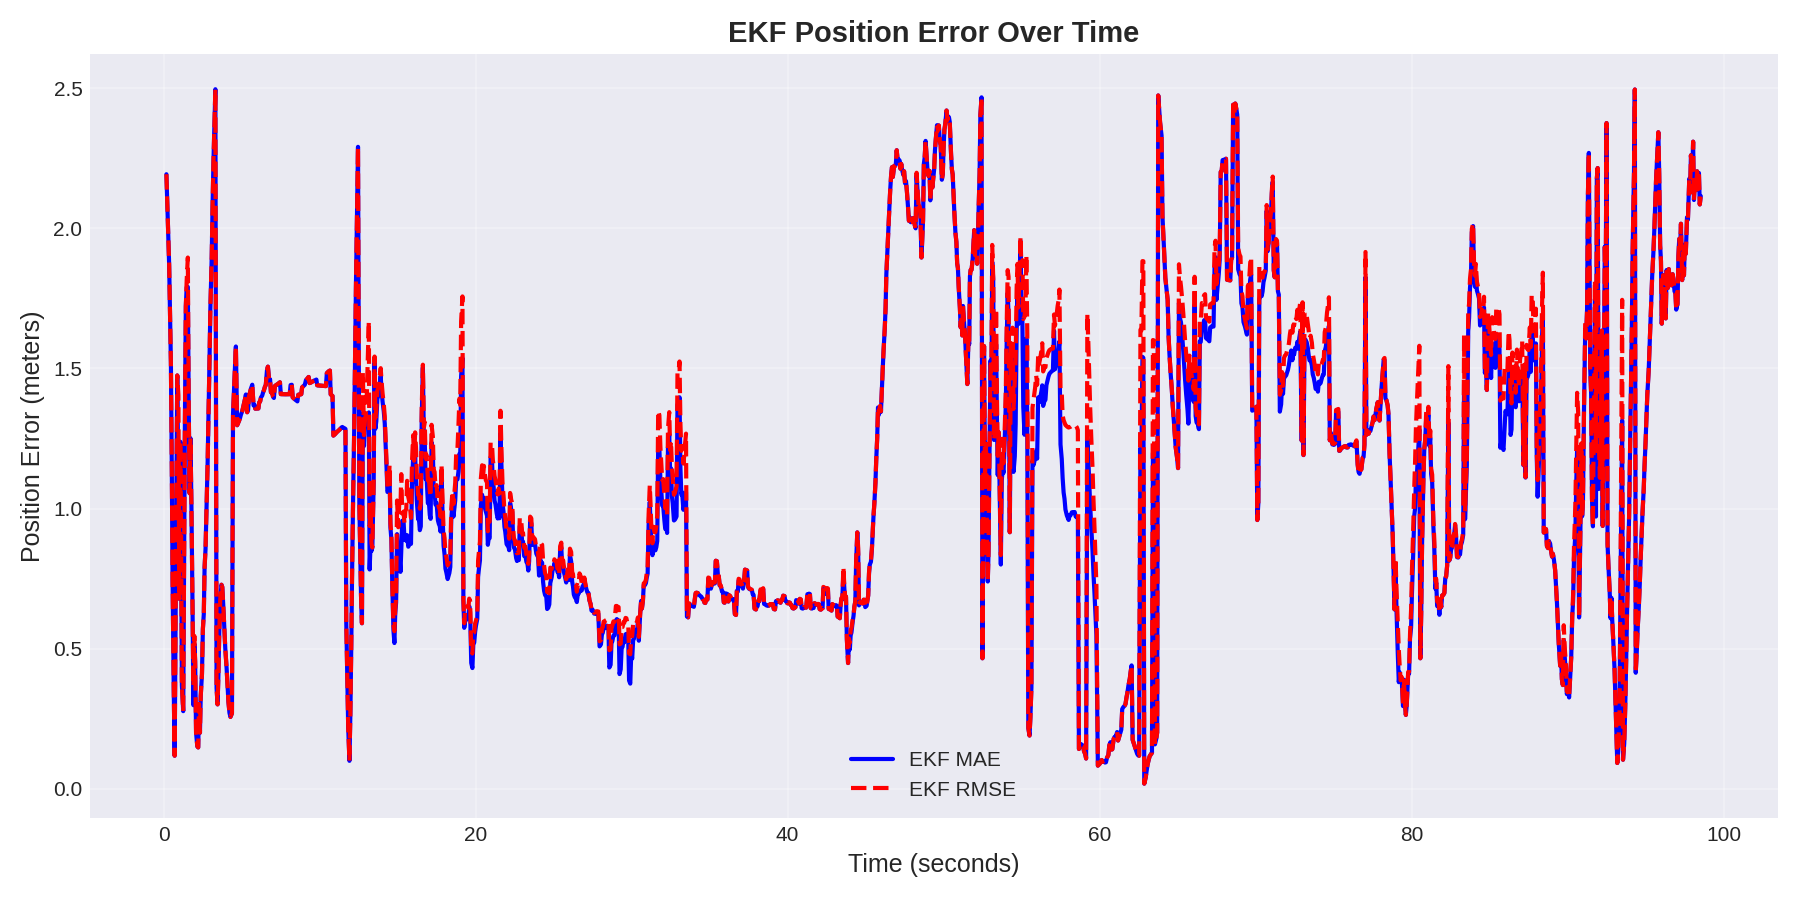 EKF Position Error Over Time
Position Error (meters)
2.5
2.0
1.5
1.0
0.5
0.0
EKF MAE
EKF RMSE
0 20 40 60 80 100
Time (seconds)